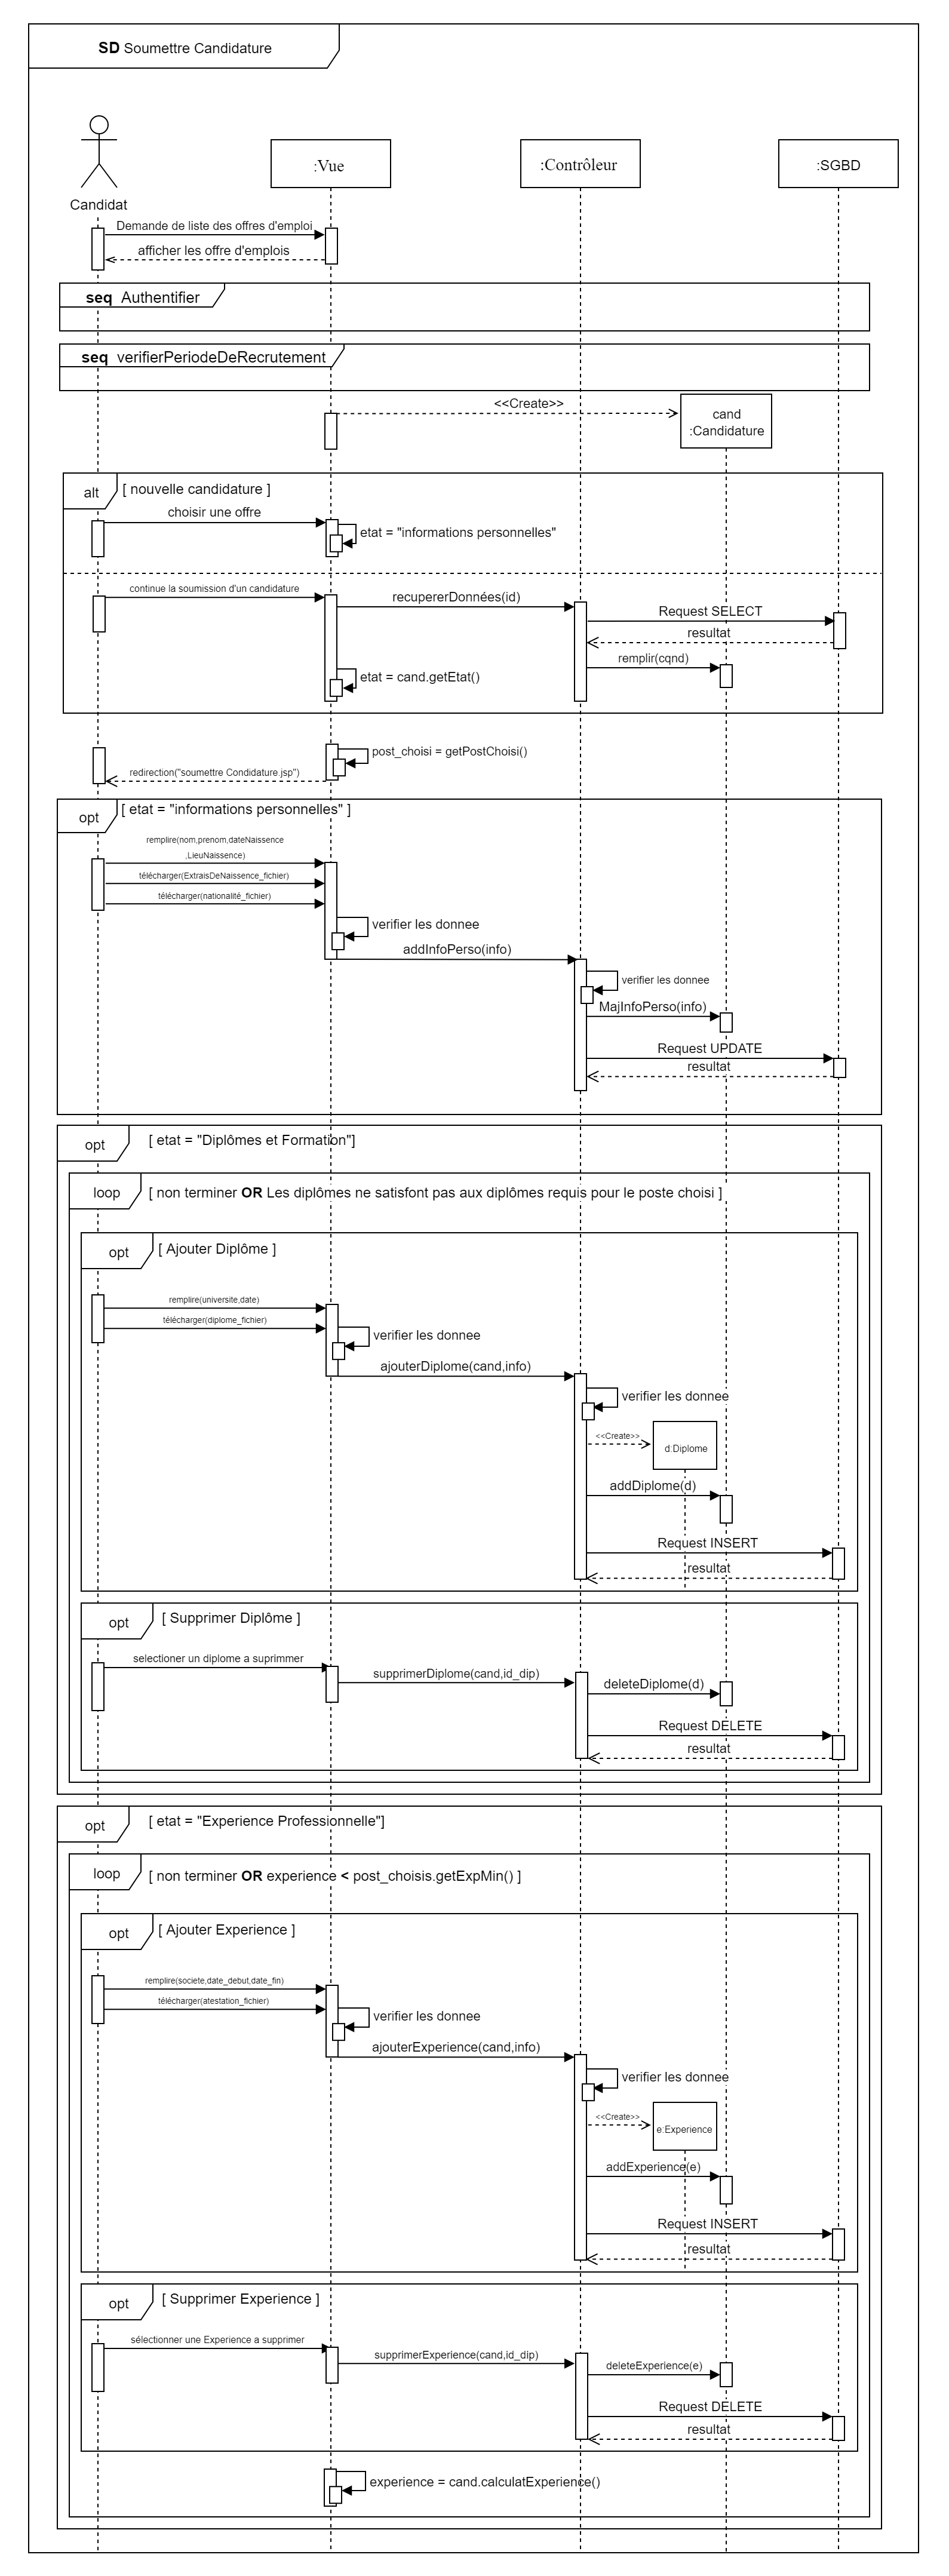 SD Soumettre Candidature
:Vue
:Contrôleur
:SGBD
Candidat
Demande de liste des offres d'emploi
afficher les offre d'emplois
seq Authentifier
seq verifierPeriodeDeRecrutement
<<Create>>
cand
:Candidature
alt
[ nouvelle candidature ]
choisir une offre
etat = "informations personnelles"
continue la soumission d'un candidature
recupererDonnées(id)
Request SELECT
resultat
remplir(cqnd)
etat = cand.getEtat()
post_choisi = getPostChoisi()
redirection("soumettre Condidature.jsp")
opt
[ etat = "informations personnelles" ]
remplire(nom,prenom,dateNaissence
,LieuNaissence)
télécharger(ExtraisDeNaissence_fichier)
télécharger(nationalité_fichier)
verifier les donnee
addInfoPerso(info)
verifier les donnee
MajInfoPerso(info)
Request UPDATE
resultat
opt
[ etat = "Diplômes et Formation"]
loop
[ non terminer OR Les diplômes ne satisfont pas aux diplômes requis pour le poste choisi ]
opt
[ Ajouter Diplôme ]
remplire(universite,date)
télécharger(diplome_fichier)
verifier les donnee
ajouterDiplome(cand,info)
verifier les donnee
<<Create>>
d:Diplome
addDiplome(d)
Request INSERT
resultat
opt
[ Supprimer Diplôme ]
selectioner un diplome a suprimmer
supprimerDiplome(cand,id_dip)
deleteDiplome(d)
Request DELETE
resultat
opt
[ etat = "Experience Professionnelle"]
loop
[ non terminer OR experience < post_choisis.getExpMin() ]
opt
[ Ajouter Experience ]
remplire(societe,date_debut,date_fin)
télécharger(atestation_fichier)
verifier les donnee
ajouterExperience(cand,info)
verifier les donnee
<<Create>>
e:Experience
addExperience(e)
Request INSERT
resultat
opt
[ Supprimer Experience ]
sélectionner une Experience a supprimer
supprimerExperience(cand,id_dip)
deleteExperience(e)
Request DELETE
resultat
experience = cand.calculatExperience()